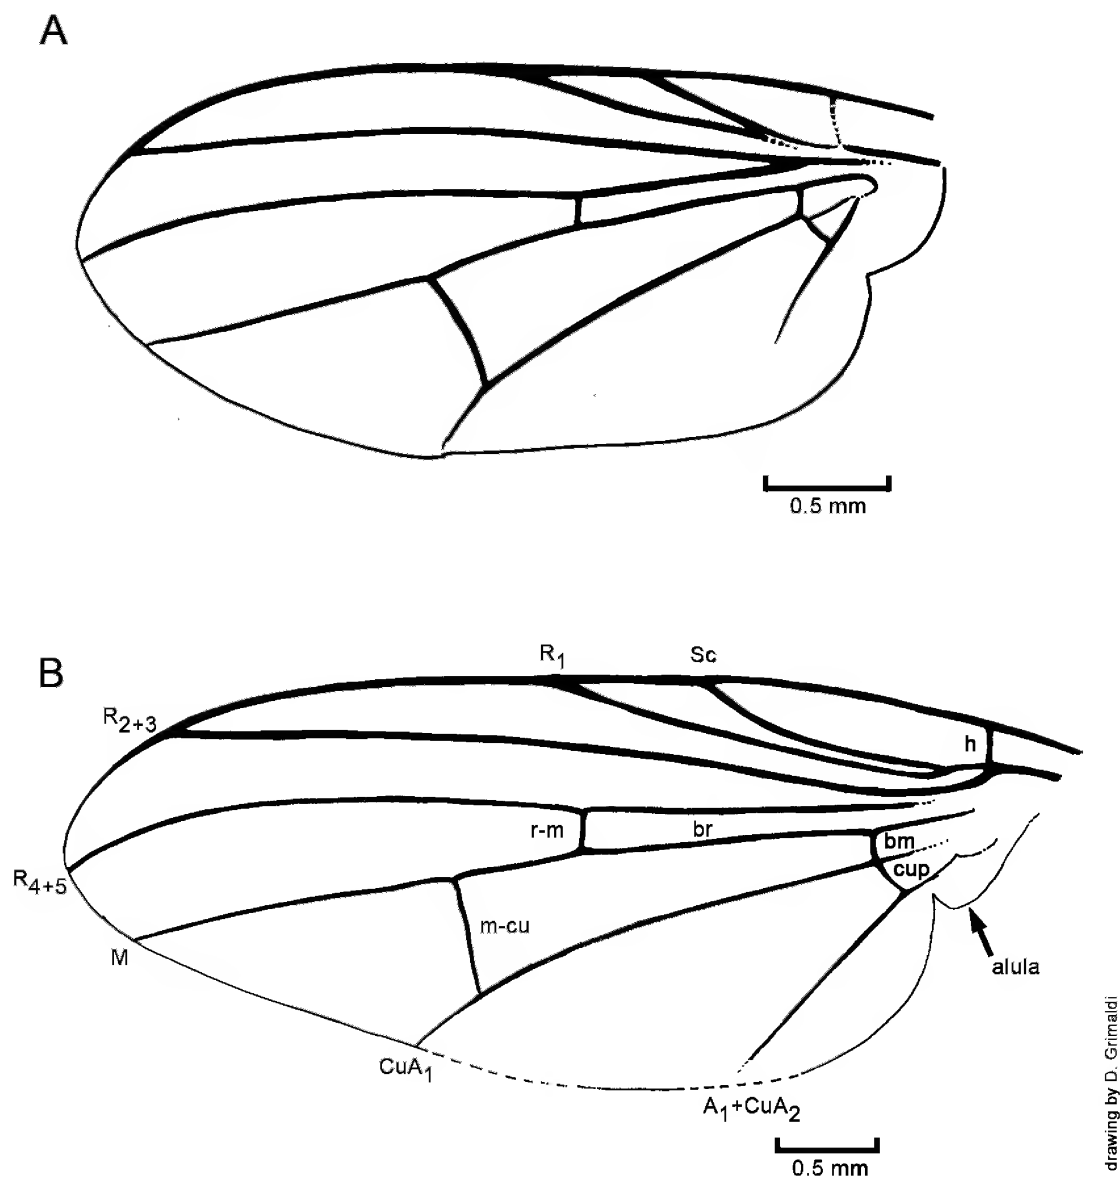 A
0.5 mm
B
R1
Sc
R2+3
h
r-m
br
bm
cup
R4+5
m-cu
M
alula
CuA1
A1+CuA2
0.5 mm
drawing by D. Grimaldi